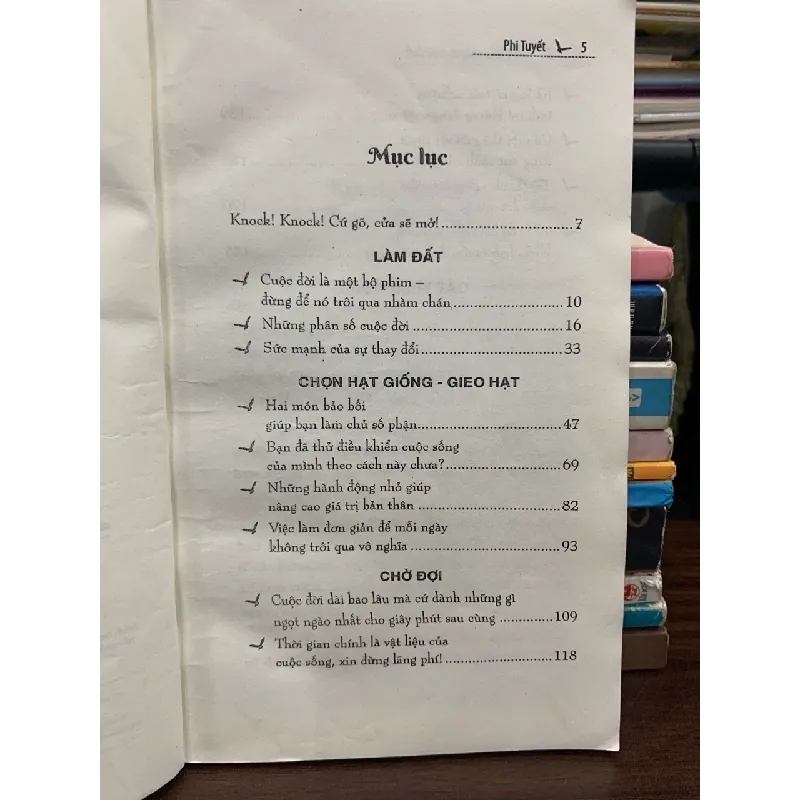 Phi Tuyết 5
Mục lục
Knock! Knock! Cứ gõ, cửa sẽ mở!..........................7
LÀM ĐẤT
Cuộc đời là một bộ phim –
đừng để nó trôi qua nhàm chán......................10
Những phân số cuộc đời..............................16
Sức mạnh của sự thay đổi............................33
CHỌN HẠT GIỐNG - GIEO HẠT
Hai món bảo bối
giúp bạn làm chủ số phận............................47
Bạn đã thử điều khiển cuộc sống
của mình theo cách này chưa?........................69
Những hành động nhỏ giúp
nâng cao giá trị bản thân...........................82
Việc làm đơn giản để mỗi ngày
không trôi qua vô nghĩa.............................93
CHỜ ĐỢI
Cuộc đời dài bao lâu mà cứ dành những gì
ngọt ngào nhất cho giây phút sau cùng...........109
Thời gian chính là vật liệu của
cuộc sống, xin đừng lãng phí!....................118